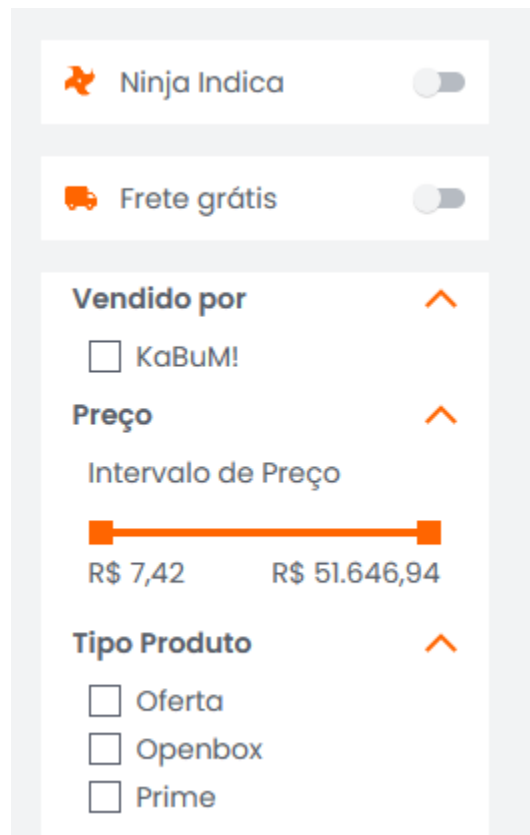 Ninja Indica
Frete grátis
Vendido por
KaBuM!
Preço
Intervalo de Preço
R$ 7,42 R$ 51.646,94
Tipo Produto
Oferta
Openbox
Prime